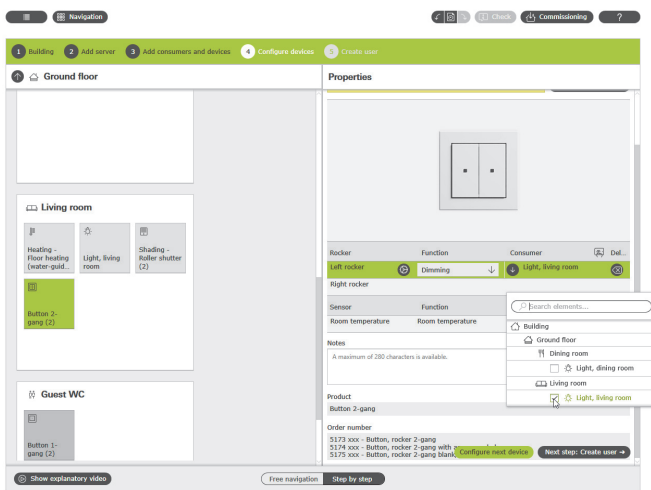 Navigation
Check
Commissioning
?
1 Building 2 Add server 3 Add consumers and devices 4 Configure devices 5 Create user
Ground floor
Properties
Living room
Heating -
Floor heating
(water-guid...
Light, living
room
Shading -
Roller shutter
(2)
Button 2-
gang (2)
Guest WC
Button 1-
gang (2)
Rocker Function Consumer Del...
Left rocker Dimming Light, living room
Right rocker
Sensor Function
Room temperature Room temperature
Search elements...
Building
Ground floor
Dining room
Light, dining room
Living room
Light, living room
Notes
A maximum of 280 characters is available.
Product
Button 2-gang
Order number
5173 xxx - Button, rocker 2-gang
5174 xxx - Button, rocker 2-gang with
5175 xxx - Button, rocker 2-gang blank
Configure next device
Next step: Create user →
Show explanatory video
Free navigation Step by step